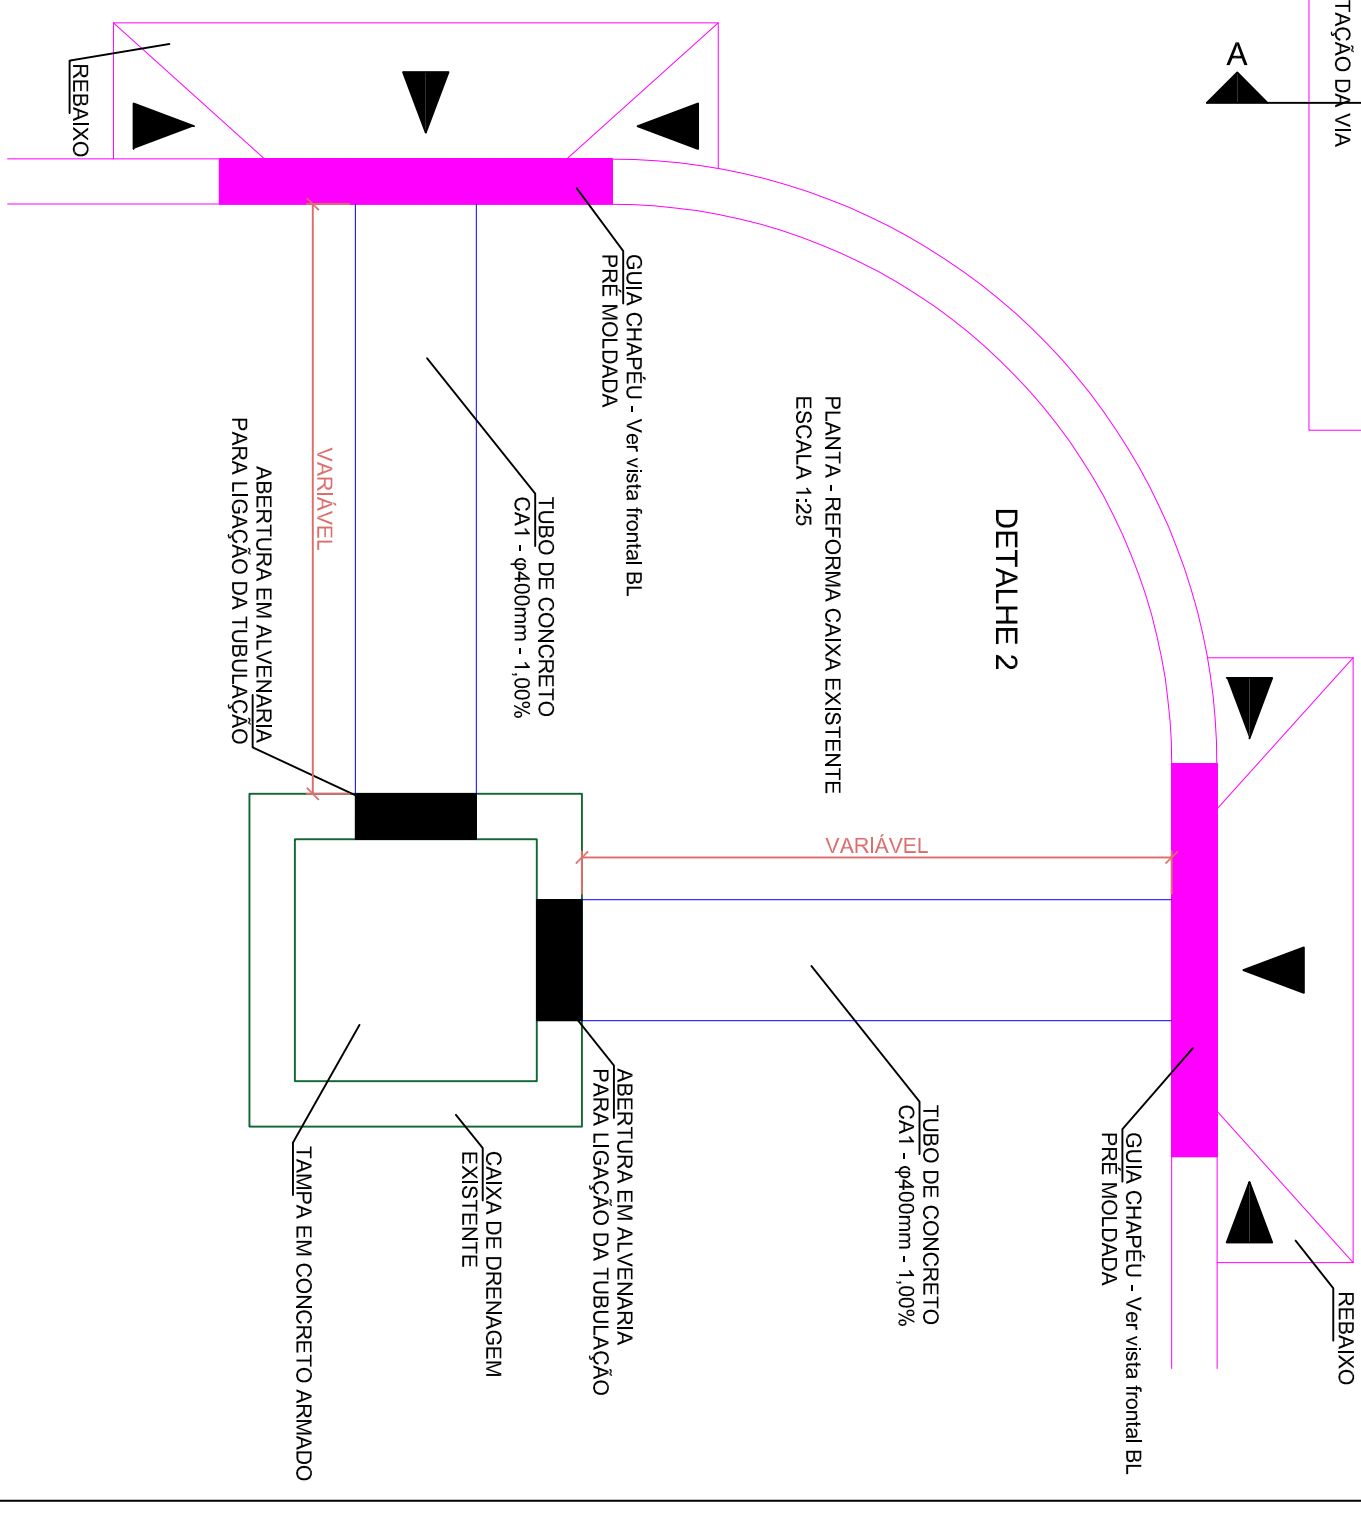 TAÇÃO DA VIA
A
REBAIXO
GUIA CHAPÉU - Ver vista frontal BL
PRÉ MOLDADA
PLANTA - REFORMA CAIXA EXISTENTE
ESCALA 1:25
DETALHE 2
TUBO DE CONCRETO
CA1 - φ400mm - 1,00%
VARIÁVEL
ABERTURA EM ALVENARIA
PARA LIGAÇÃO DA TUBULAÇÃO
VARIÁVEL
TUBO DE CONCRETO
CA1 - φ400mm - 1,00%
GUIA CHAPÉU - Ver vista frontal BL
PRÉ MOLDADA
REBAIXO
ABERTURA EM ALVENARIA
PARA LIGAÇÃO DA TUBULAÇÃO
CAIXA DE DRENAGEM
EXISTENTE
TAMPA EM CONCRETO ARMADO